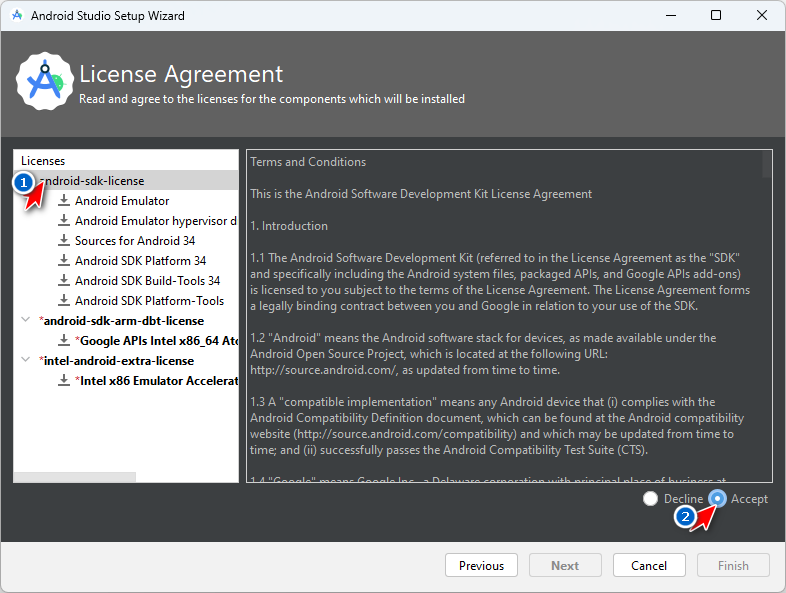 Android Studio Setup Wizard
License Agreement
Read and agree to the licenses for the components which will be installed
Licenses
1
android-sdk-license
Android Emulator
Android Emulator hypervisor d
Sources for Android 34
Android SDK Platform 34
Android SDK Build-Tools 34
Android SDK Platform-Tools
*android-sdk-arm-dbt-license
*Google APIs Intel x86_64 Ato
*intel-android-extra-license
*Intel x86 Emulator Accelerat
Terms and Conditions
This is the Android Software Development Kit License Agreement
1. Introduction
1.1 The Android Software Development Kit (referred to in the License Agreement as the "SDK"
and specifically including the Android system files, packaged APIs, and Google APIs add-ons)
is licensed to you subject to the terms of the License Agreement. The License Agreement forms
a legally binding contract between you and Google in relation to your use of the SDK.
1.2 "Android" means the Android software stack for devices, as made available under the
Android Open Source Project, which is located at the following URL:
http://source.android.com/, as updated from time to time.
1.3 A "compatible implementation" means any Android device that (i) complies with the
Android Compatibility Definition document, which can be found at the Android compatibility
website (http://source.android.com/compatibility) and which may be updated from time to
time; and (ii) successfully passes the Android Compatibility Test Suite (CTS).
1.4 "Google" means Google Inc., a Delaware corporation with principal place of business at
Decline
Accept
2
Previous
Next
Cancel
Finish